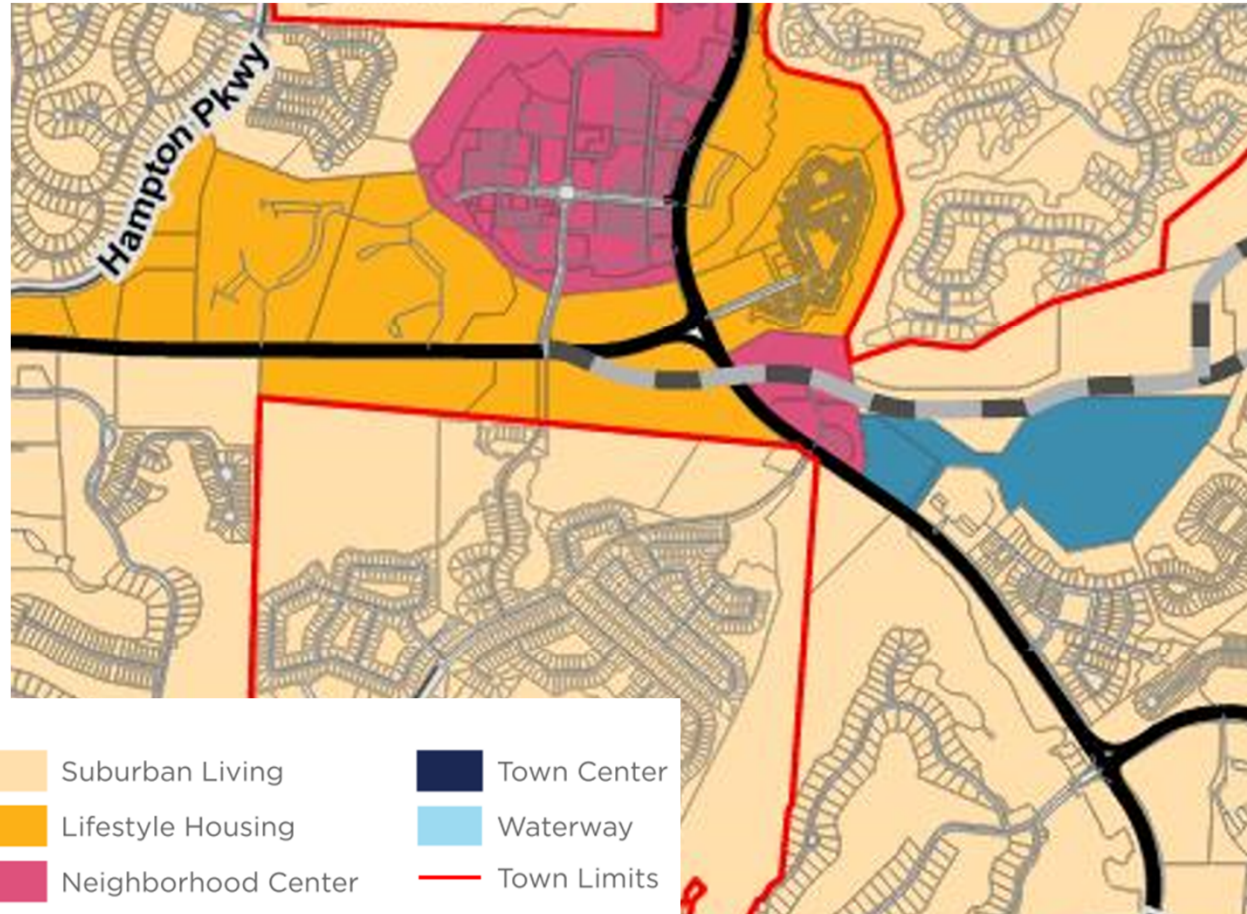 Hampton Pkwy
Suburban Living
Lifestyle Housing
Neighborhood Center
Town Center
Waterway
Town Limits